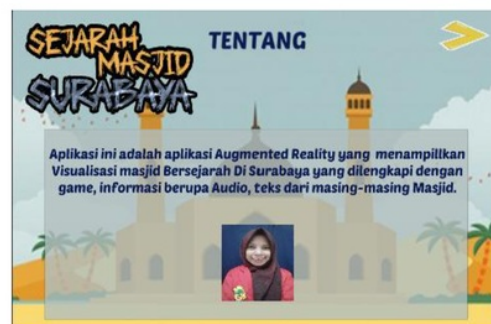 SEJARAH
MASJID
SURABAYA
TENTANG
Aplikasi ini adalah aplikasi Augmented Reality yang menampillkan
Visualisasi masjid Bersejarah Di Surabaya yang dilengkapi dengan
game, informasi berupa Audio, teks dari masing-masing Masjid.